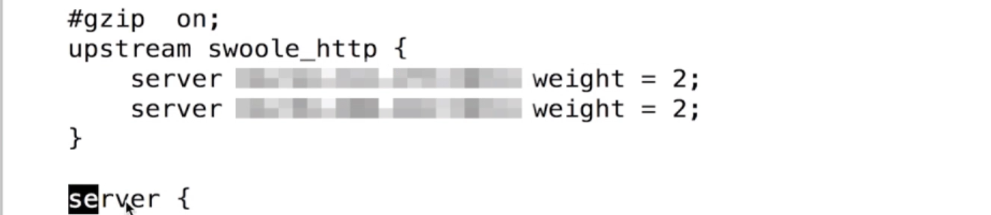 #gzip  on;
upstream swoole_http {
server weight = 2;
server weight = 2;
}
server {